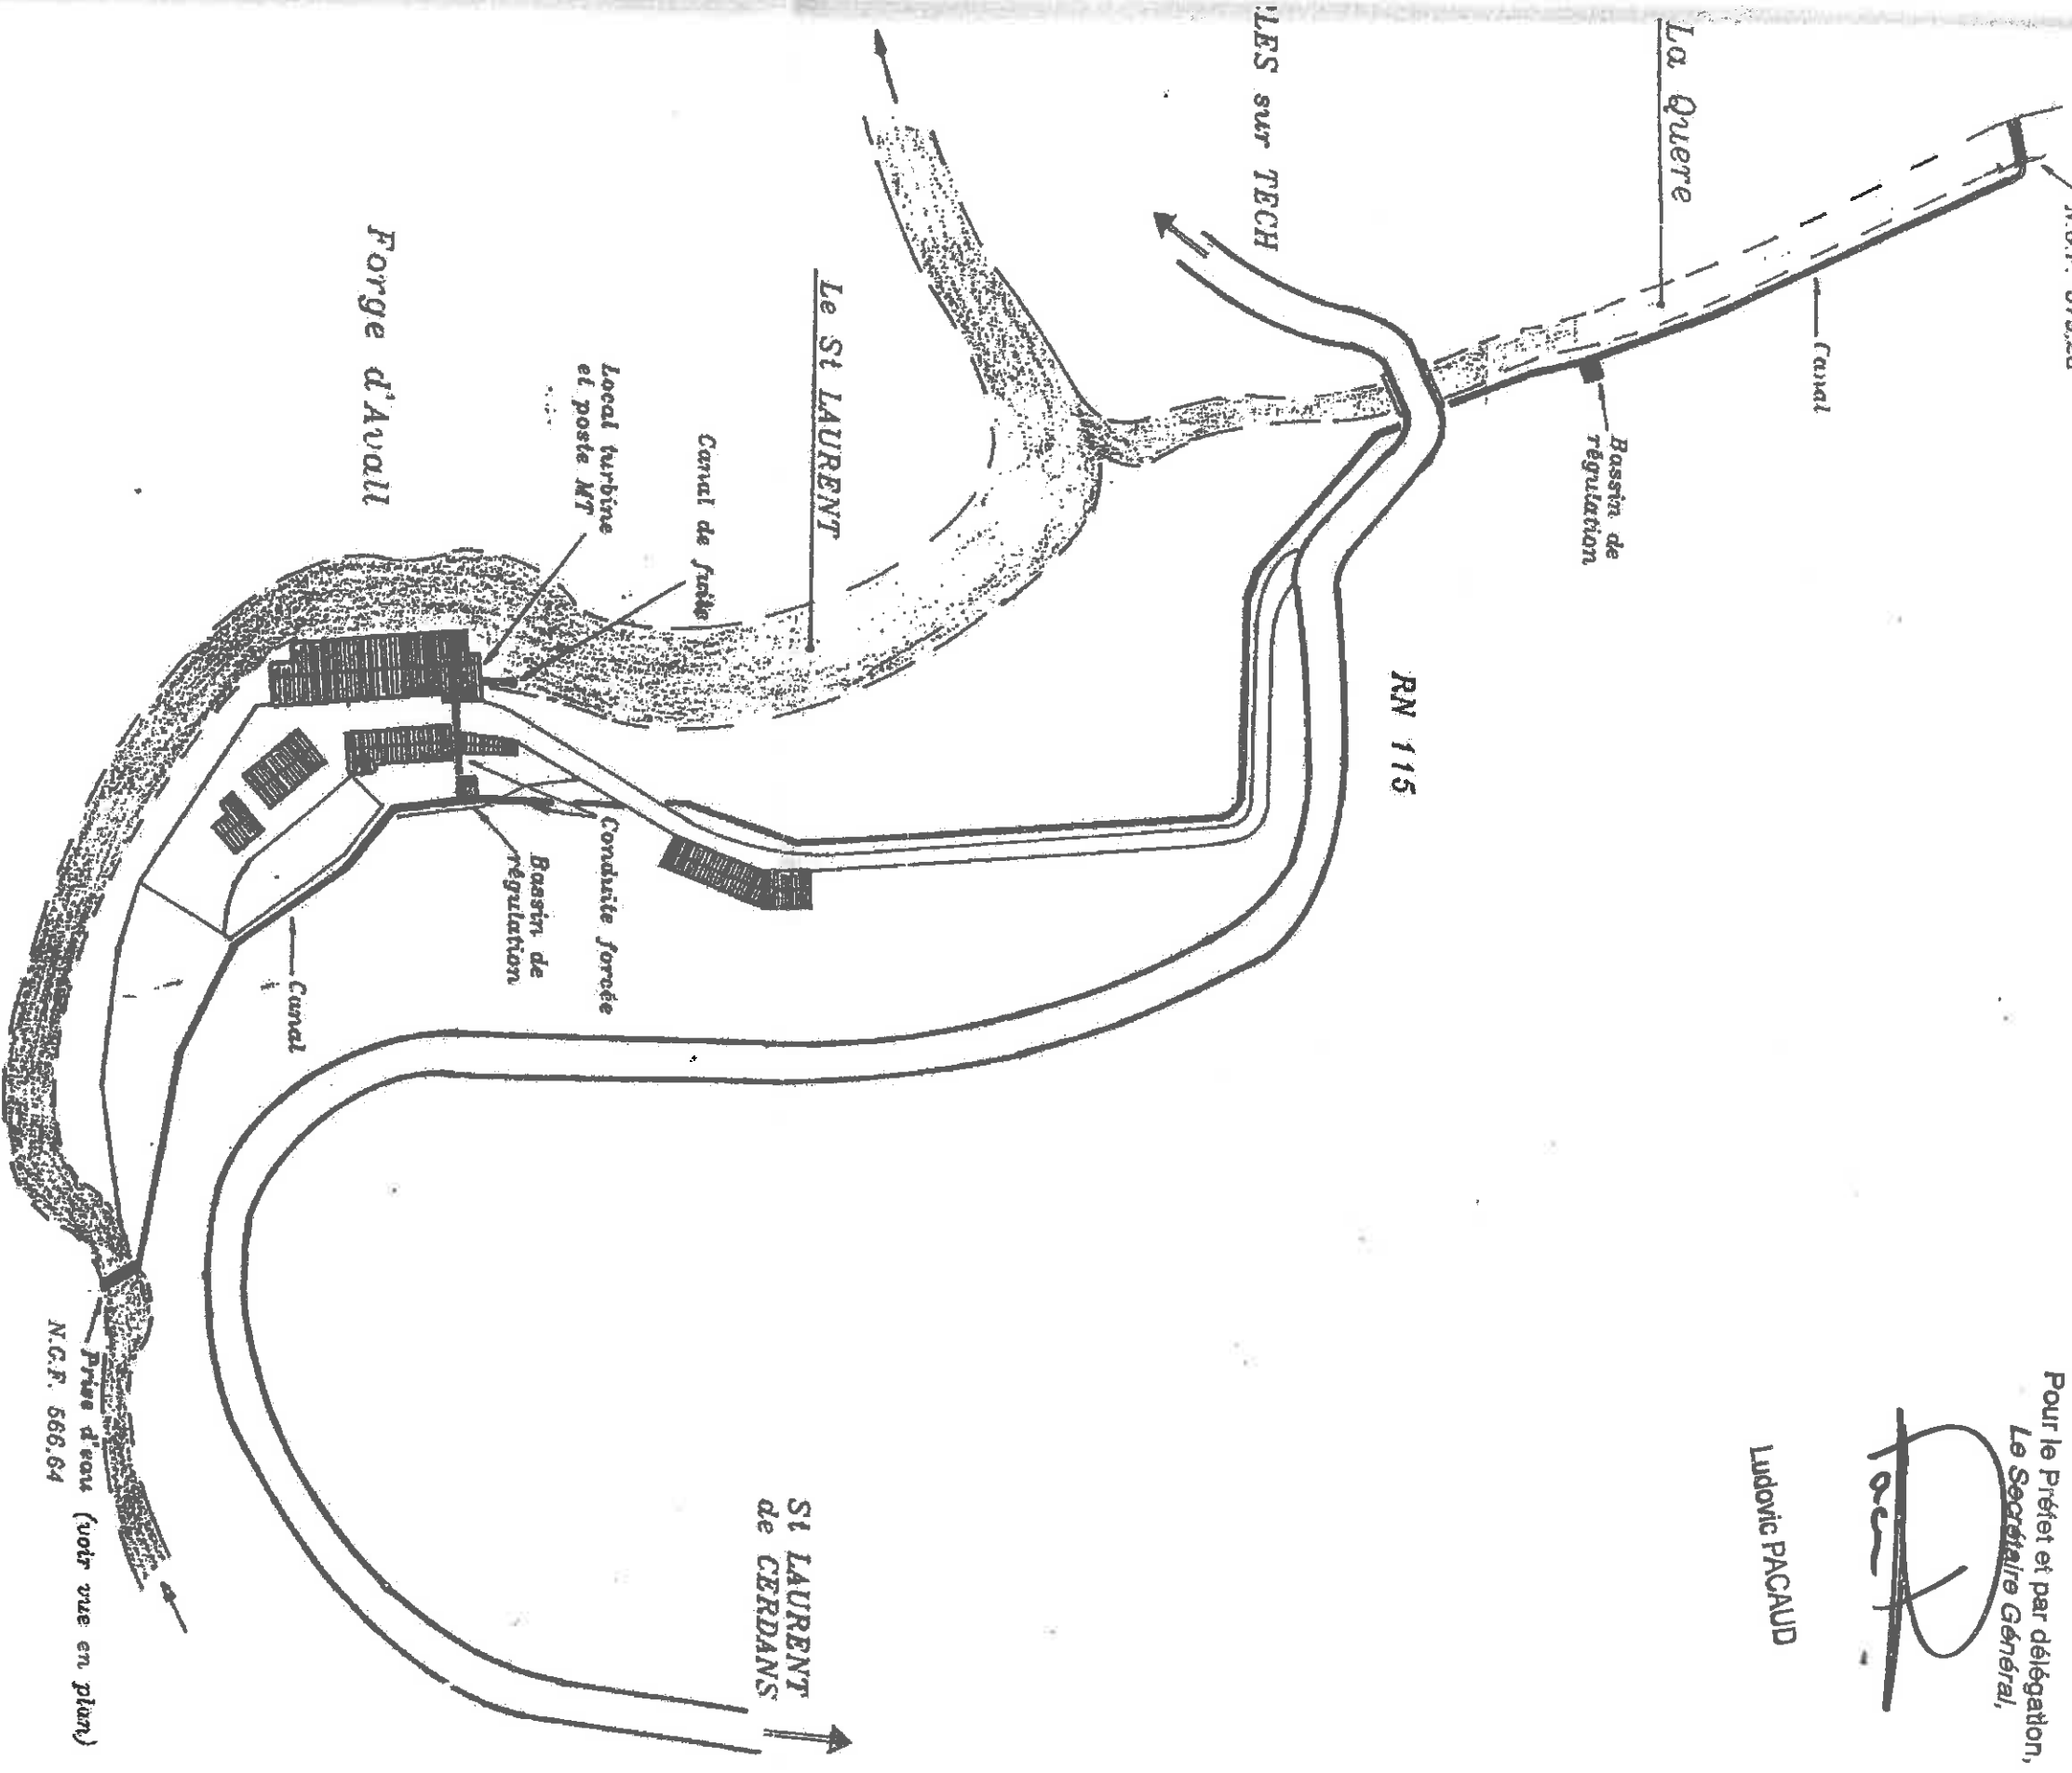 La Quere
Canal
Bassin de
régulation
LES sur TECH
RN 115
Le St LAURENT
Canal de fuite
Local turbine
et poste MT
Forge d'Avall
Conduite forcée
Bassin de
régulation
Canal
Prise d'eau (voir vue en plan)
N.G.F. 566,64
St LAURENT
de CERDANS
Pour le Préfet et par délégation,
Le Secrétaire Général,
Ludovic PACAUD